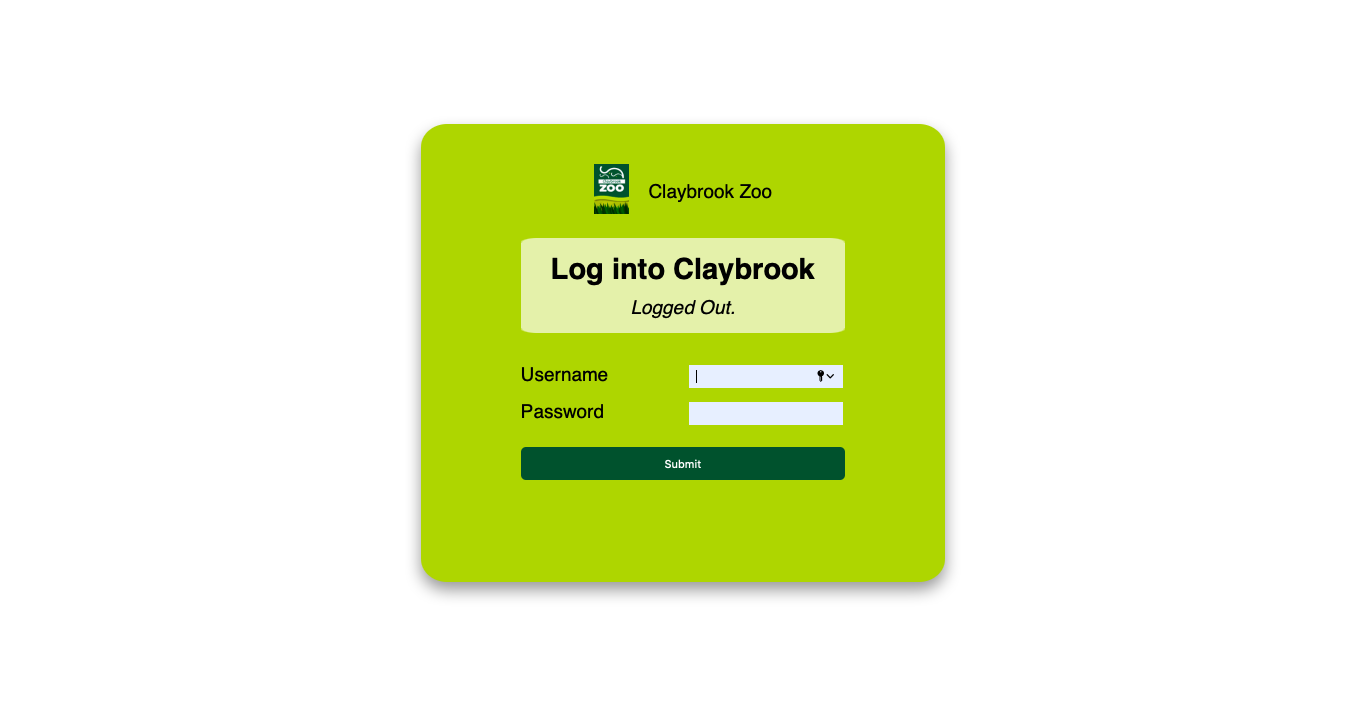 ZOO
Claybrook Zoo
Log into Claybrook
Logged Out.
Username
Password
Submit